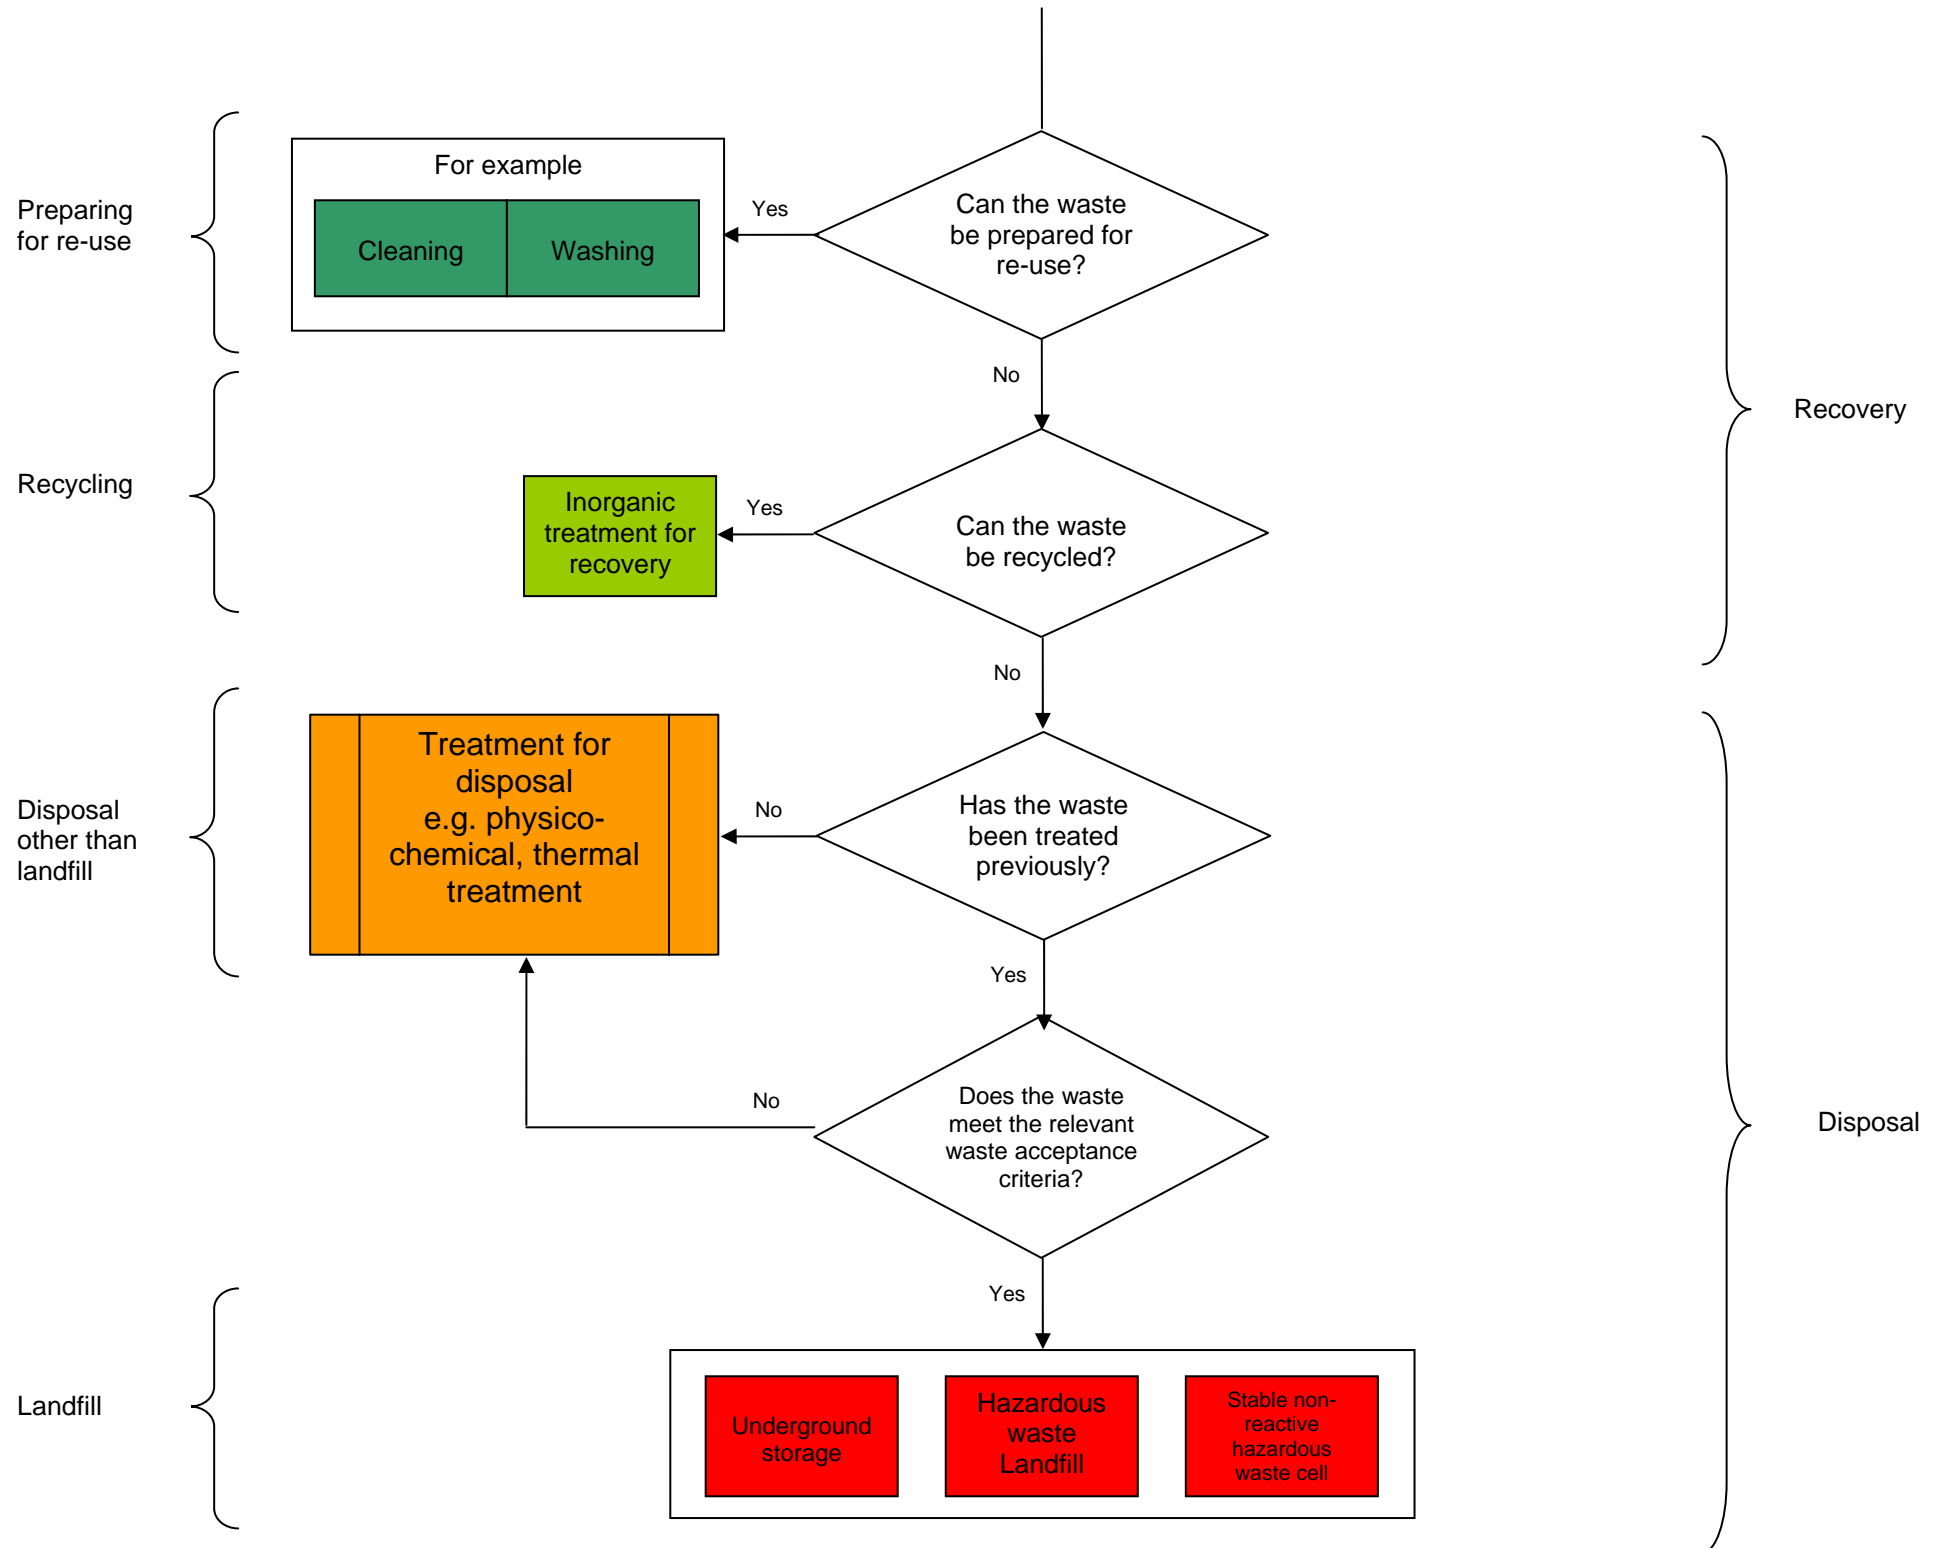 Preparing
for re-use
For example
Cleaning
Washing
Yes
Can the waste
be prepared for
re-use?
No
Recovery
Recycling
Inorganic
treatment for
recovery
Yes
Can the waste
be recycled?
No
Disposal
other than
landfill
Treatment for
disposal
e.g. physico-
chemical, thermal
treatment
No
Has the waste
been treated
previously?
Yes
No
Does the waste
meet the relevant
waste acceptance
criteria?
Disposal
Yes
Landfill
Underground
storage
Hazardous
waste
Landfill
Stable non-
reactive
hazardous
waste cell